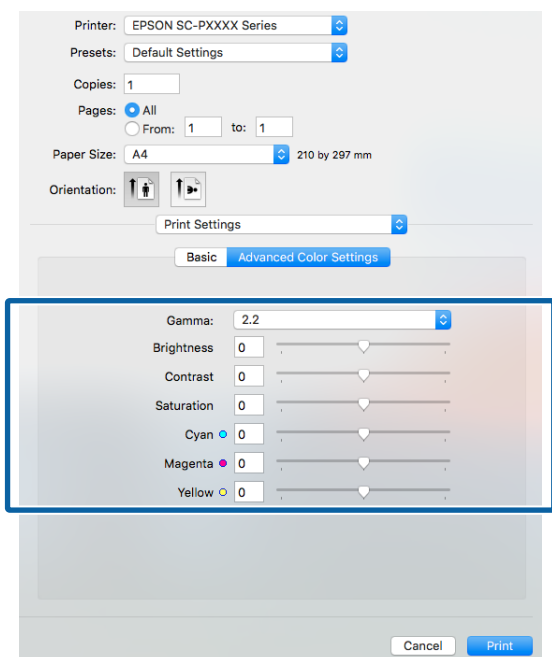 Printer: EPSON SC-PXXXX Series
Presets: Default Settings
Copies: 1
Pages: All
From: 1 to: 1
Paper Size: A4 210 by 297 mm
Orientation:
Print Settings
Basic Advanced Color Settings
Gamma: 2.2
Brightness 0
Contrast 0
Saturation 0
Cyan 0
Magenta 0
Yellow 0
Cancel Print